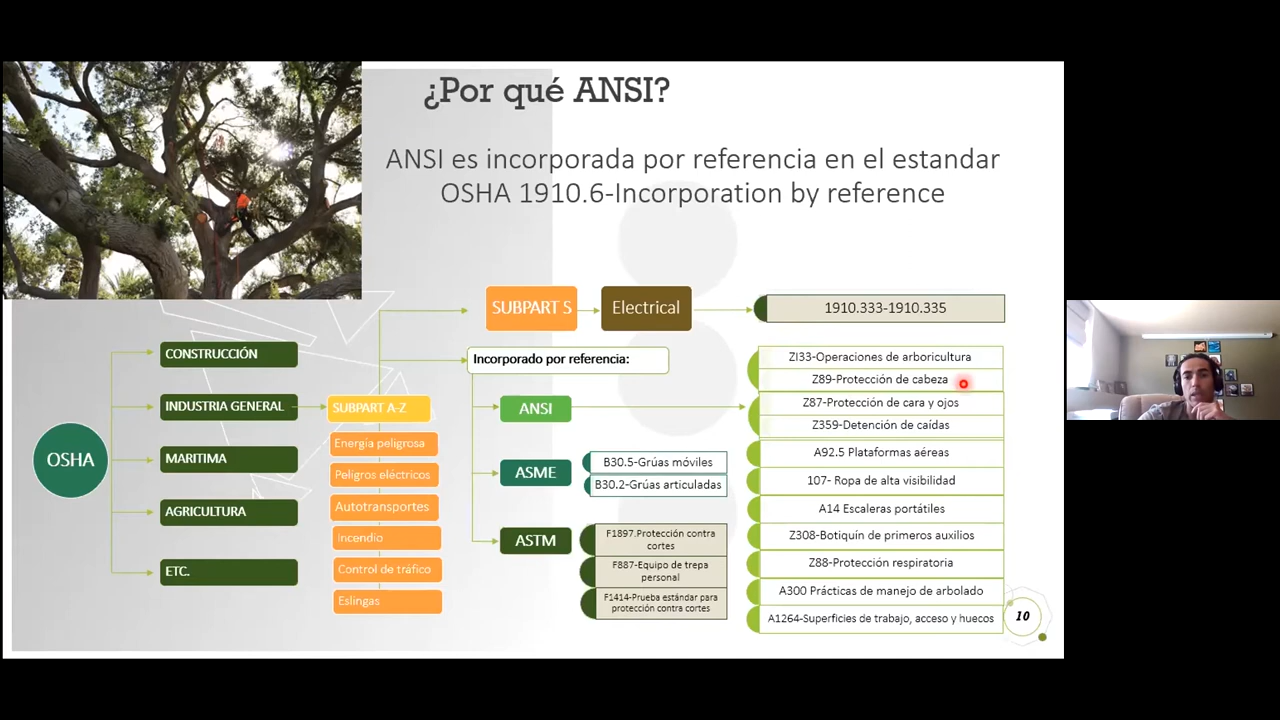 ¿Por qué ANSI?
ANSI es incorporada por referencia en el estandar
OSHA 1910.6-Incorporation by reference
SUBPART S
Electrical
1910.333-1910.335
Incorporado por referencia:
OSHA
CONSTRUCCIÓN
INDUSTRIA GENERAL
MARITIMA
AGRICULTURA
ETC.
SUBPART A-Z
Energia peligrosa
Peligros eléctricos
Autotransportes
incendio
Control de tráfico
Eslingas
ANSI
ASME
ASTM
B30.5-Grúas móviles
B30.2-Grúas articuladas
F1897.Protección contra
cortes
F887-Equipo de trepa
personal
F1414-Prueba estándar para
protección contra cortes
Z133-Operaciones de arboricultura
Z89-Protección de cabeza
Z87-Protección de cara y ojos
Z359-Detención de caídas
A92.5 Plataformas aéreas
107- Ropa de alta visibilidad
A14 Escaleras portátiles
Z308-Botiquín de primeros auxilios
Z88-Protección respiratoria
A300 Prácticas de manejo de arbolado
A1264-Superficies de trabajo, acceso y huecos
10